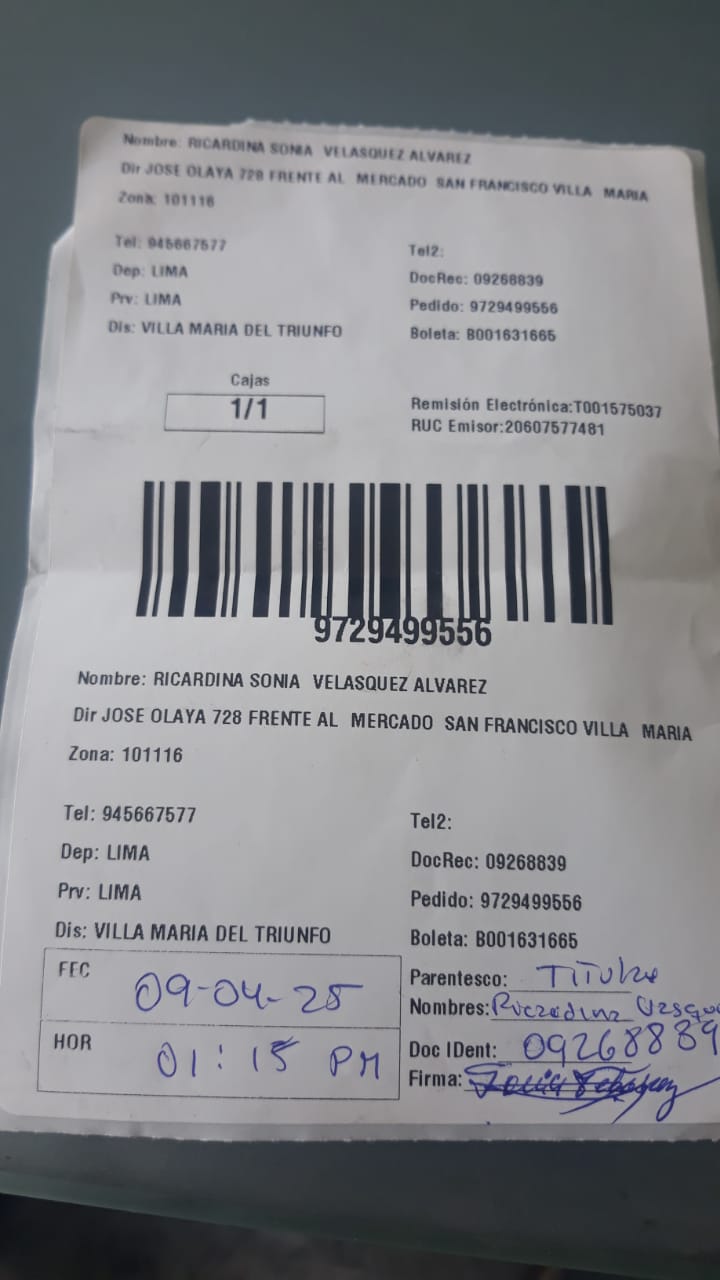 Nombre: RICARDINA SONIA VELASQUEZ ALVAREZ
Dir JOSE OLAYA 728 FRENTE AL MERCADO SAN FRANCISCO VILLA MARIA
Zona: 101116
Tel: 945667577
Tel2:
Dep: LIMA
DocRec: 09268839
Prv: LIMA
Pedido: 9729499556
Dis: VILLA MARIA DEL TRIUNFO
Boleta: B001631665
Cajas
1/1
Remisión Electrónica:T001575037
RUC Emisor:20607577481
9729499556
Nombre: RICARDINA SONIA VELASQUEZ ALVAREZ
Dir JOSE OLAYA 728 FRENTE AL MERCADO SAN FRANCISCO VILLA MARIA
Zona: 101116
Tel: 945667577
Tel2:
Dep: LIMA
DocRec: 09268839
Prv: LIMA
Pedido: 9729499556
Dis: VILLA MARIA DEL TRIUNFO
Boleta: B001631665
FEC 09-04-25
Parentesco: Titular
Nombres:
HOR 01:15 PM
Doc IDent: 09268839
Firma: